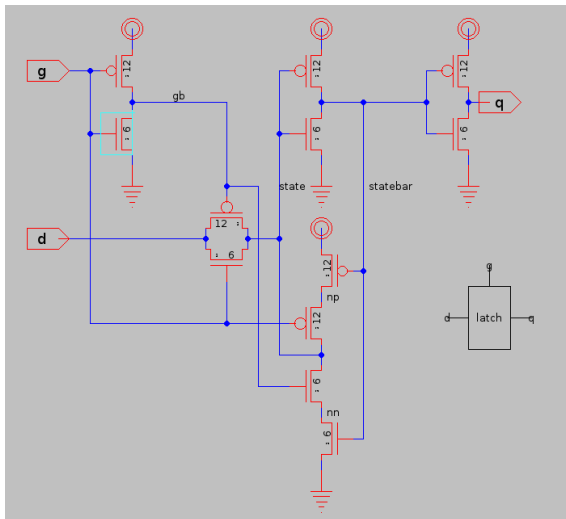 :12
:12
:12
g
q
gb
:6
:6
:6
state
statebar
12 :
d
: 6
g
:12
np
:12
d
latch
q
:6
nn
:6